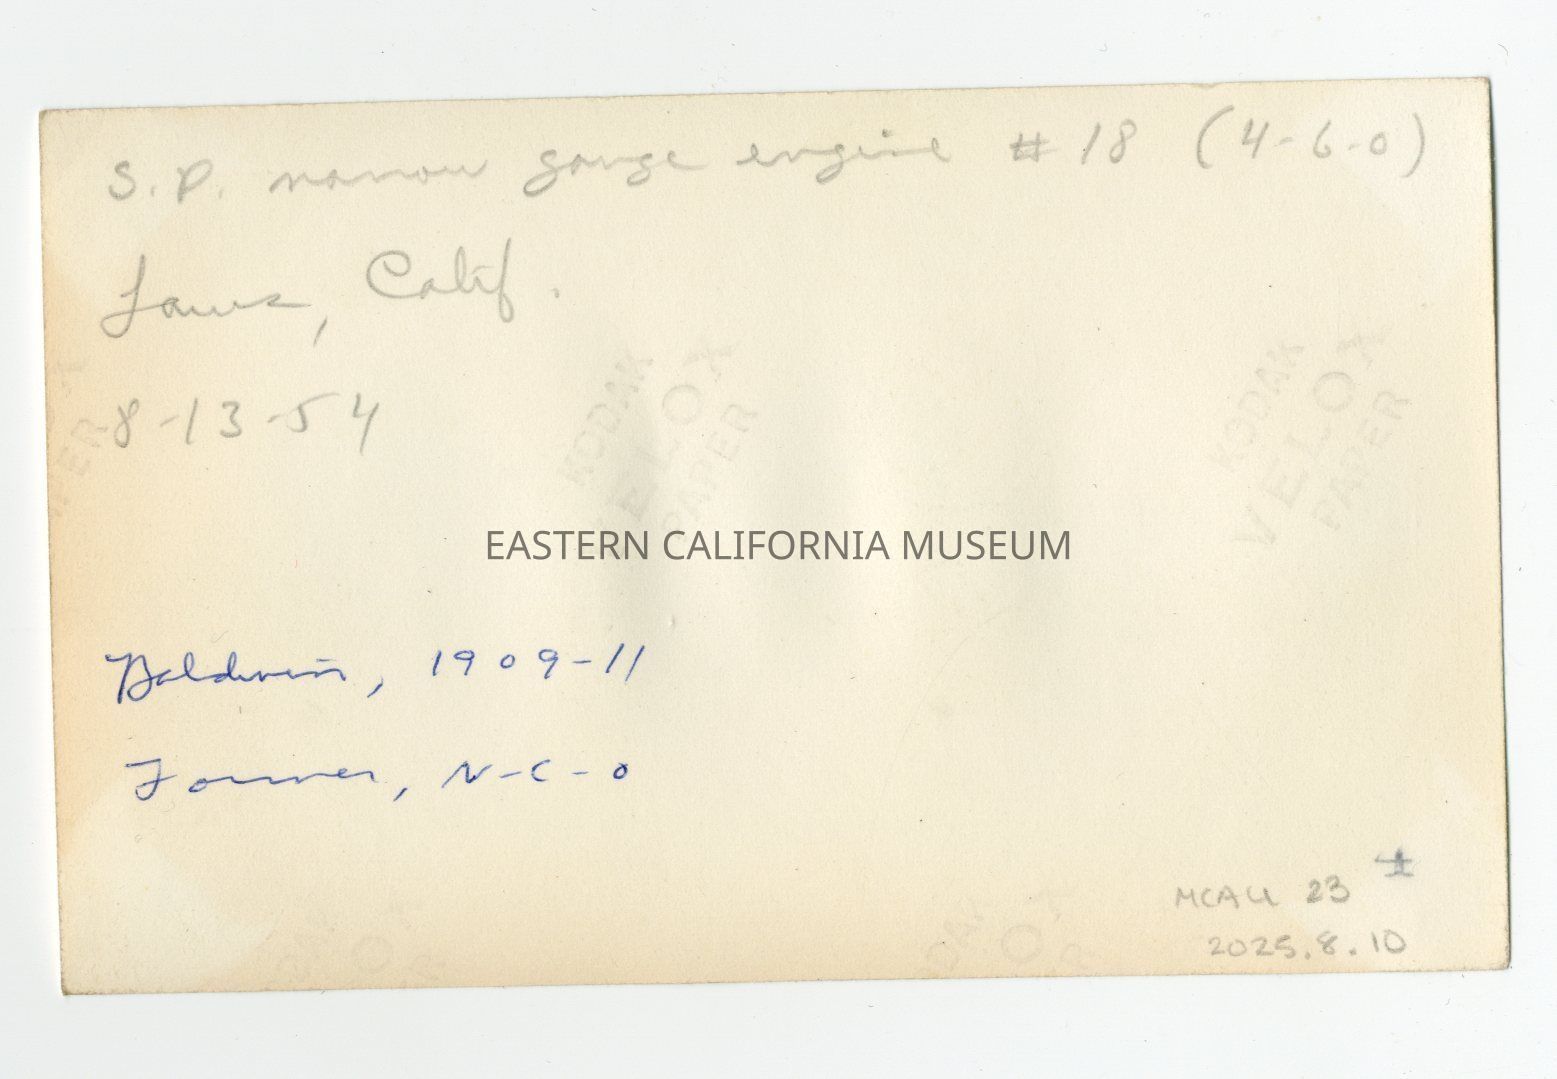 S.P. narrow gauge engine #18 (4-6-0)
Laws, Calif.
8-13-54
KODAK
VELOX
PAPER
KODAK
VELOX
PAPER
EASTERN CALIFORNIA MUSEUM
Baldwin, 1909-11
Former, N-C-O
23
2025.8.10